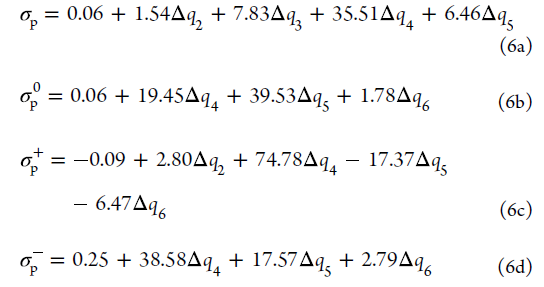 σp = 0.06 + 1.54Δq2 + 7.83Δq3 + 35.51Δq4 + 6.46Δq5
(6a)
σp0 = 0.06 + 19.45Δq4 + 39.53Δq5 + 1.78Δq6 (6b)
σp+ = −0.09 + 2.80Δq2 + 74.78Δq4 − 17.37Δq5
− 6.47Δq6 (6c)
σp− = 0.25 + 38.58Δq4 + 17.57Δq5 + 2.79Δq6 (6d)